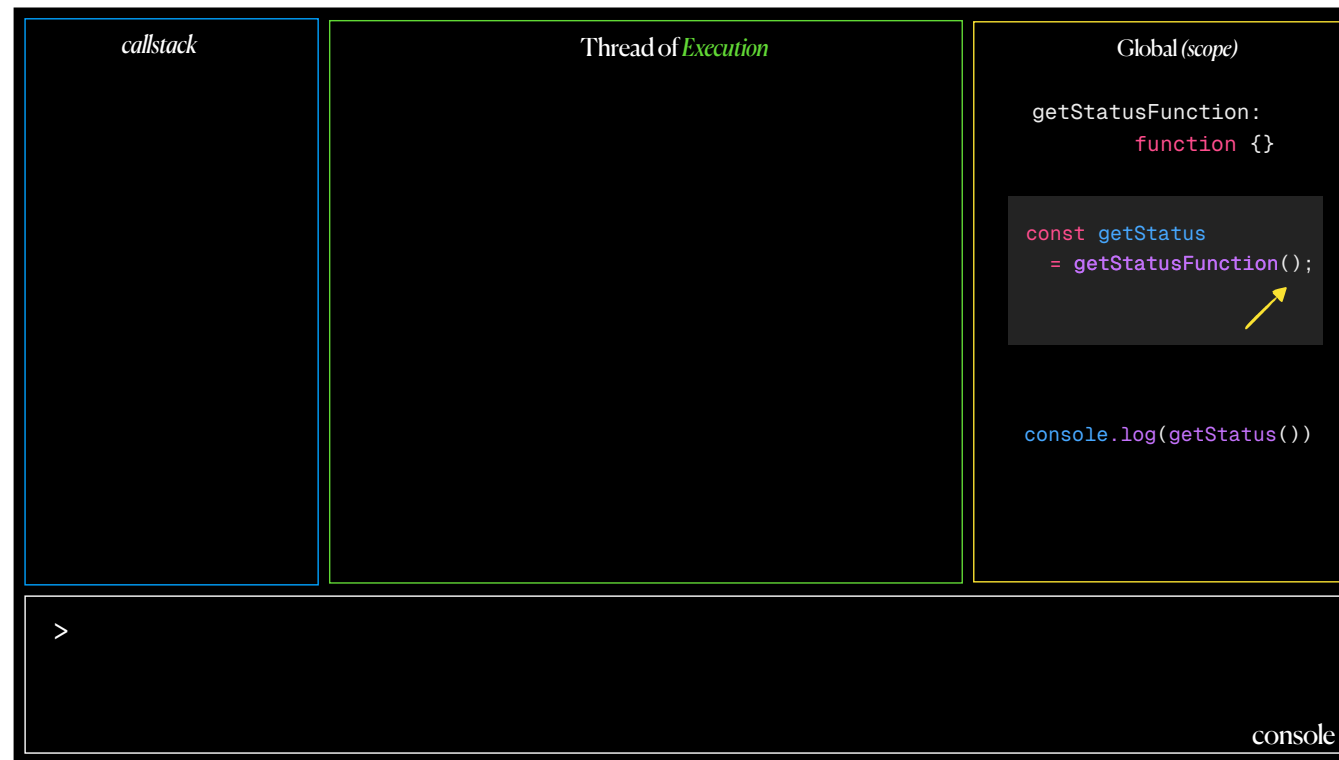 callstack
Thread of Execution
Global (scope)
getStatusFunction:
function {}
const getStatus
= getStatusFunction();
console.log(getStatus())
>
console